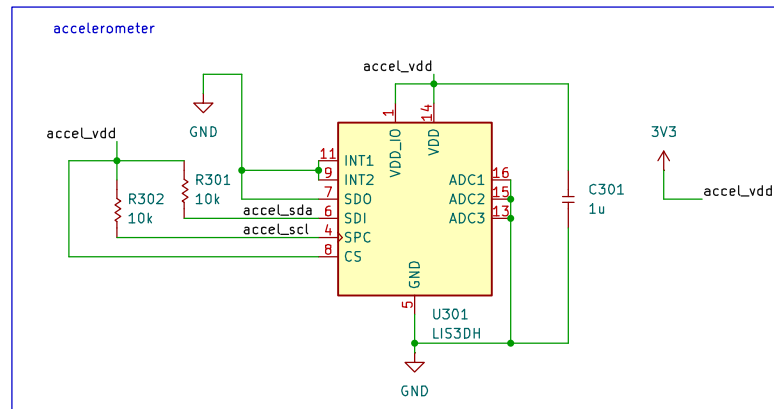 accelerometer
accel_vdd
1
14
VDD_IO
VDD
GND
3V3
accel_vdd
11 INT1
9 INT2
7 SDO
6 SDI
4 SPC
8 CS
ADC1 16
ADC2 15
ADC3 13
R301
10k
R302
10k
accel_sda
accel_scl
C301
1u
accel_vdd
GND
5
U301
LIS3DH
GND